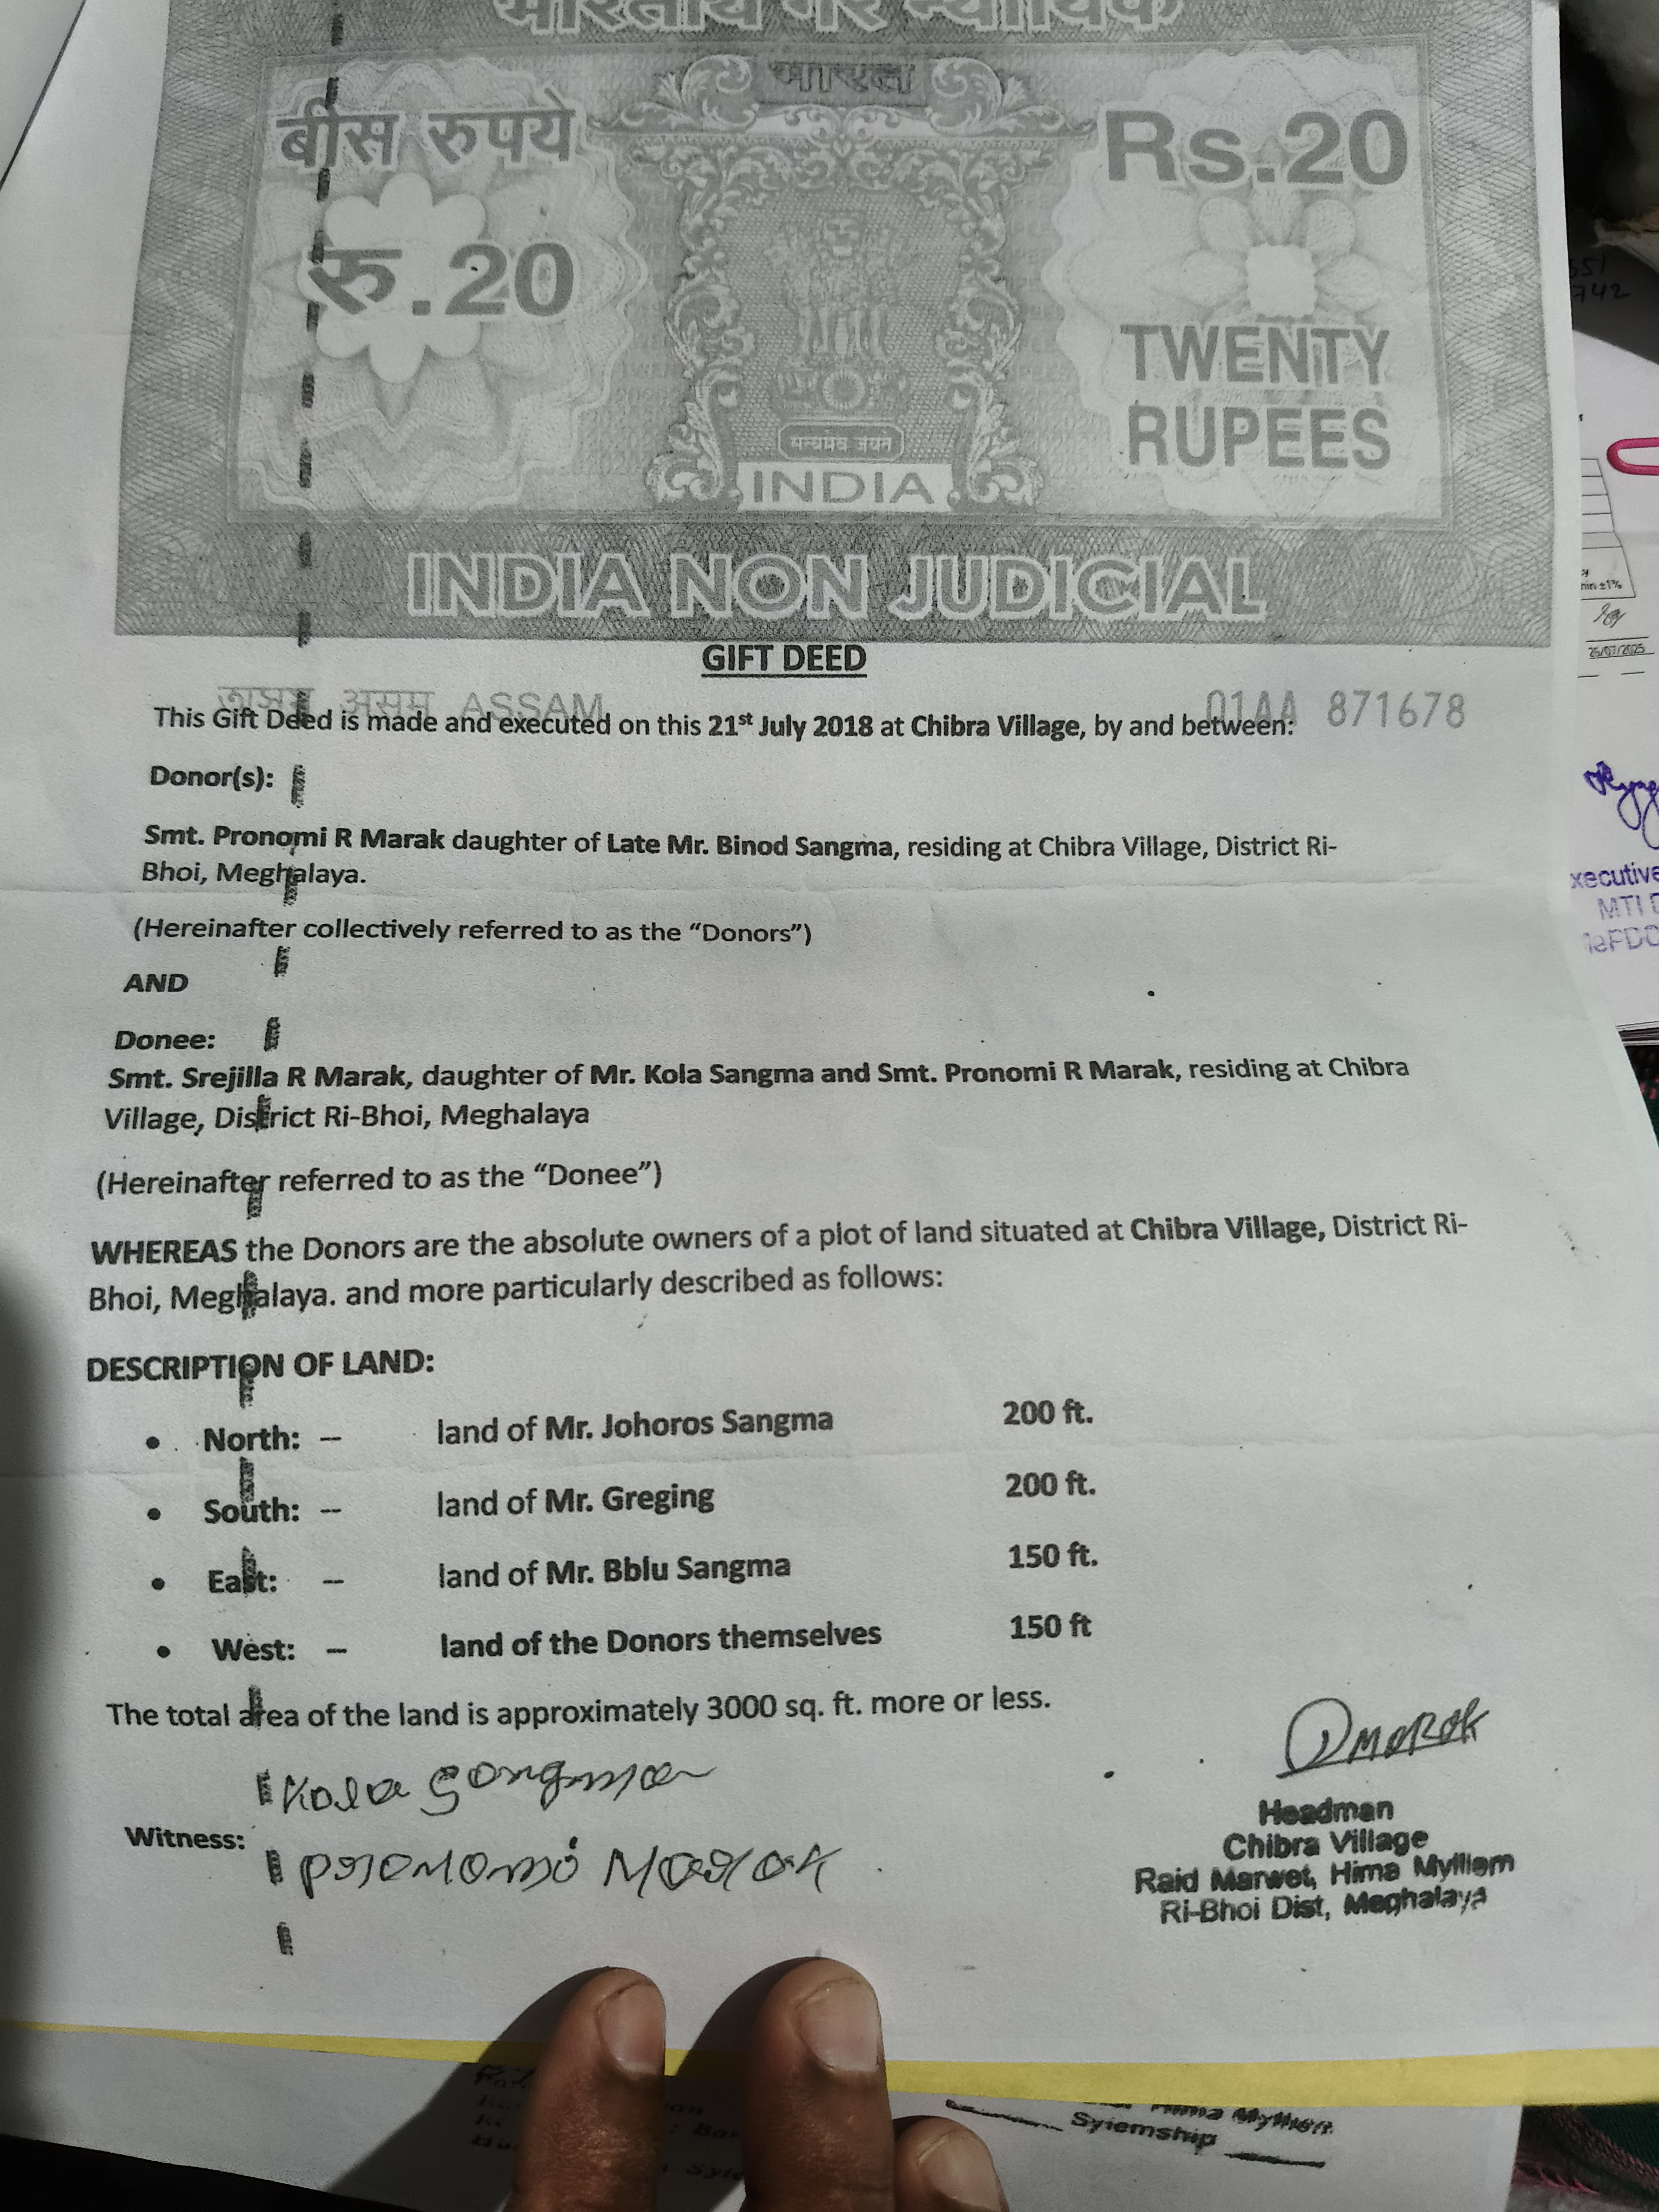 भारतीय गैर न्यायिक
भारत
बीस रुपये
Rs.20
रु.20
TWENTY
RUPEES
सत्यमेव जयते
INDIA
INDIA NON JUDICIAL
GIFT DEED
অসম असम ASSAM
01AA 871678
This Gift Deed is made and executed on this 21st July 2018 at Chibra Village, by and between:
Donor(s):
Smt. Pronomi R Marak daughter of Late Mr. Binod Sangma, residing at Chibra Village, District Ri-
Bhoi, Meghalaya.
(Hereinafter collectively referred to as the “Donors”)
AND
Donee:
Smt. Srejilla R Marak, daughter of Mr. Kola Sangma and Smt. Pronomi R Marak, residing at Chibra
Village, District Ri-Bhoi, Meghalaya
(Hereinafter referred to as the “Donee”)
WHEREAS the Donors are the absolute owners of a plot of land situated at Chibra Village, District Ri-
Bhoi, Meghalaya. and more particularly described as follows:
DESCRIPTION OF LAND:
• North: -- land of Mr. Johoros Sangma 200 ft.
• South: -- land of Mr. Greging 200 ft.
• East: -- land of Mr. Bblu Sangma 150 ft.
• West: -- land of the Donors themselves 150 ft
The total area of the land is approximately 3000 sq. ft. more or less.
Kola Sangma
Witness:
Pronomi Marak
Headman
Chibra Village
Raid Marwet, Hima Mylliem
Ri-Bhoi Dist, Meghalaya
25/07/2025
Hima Mylliem
Syiemship